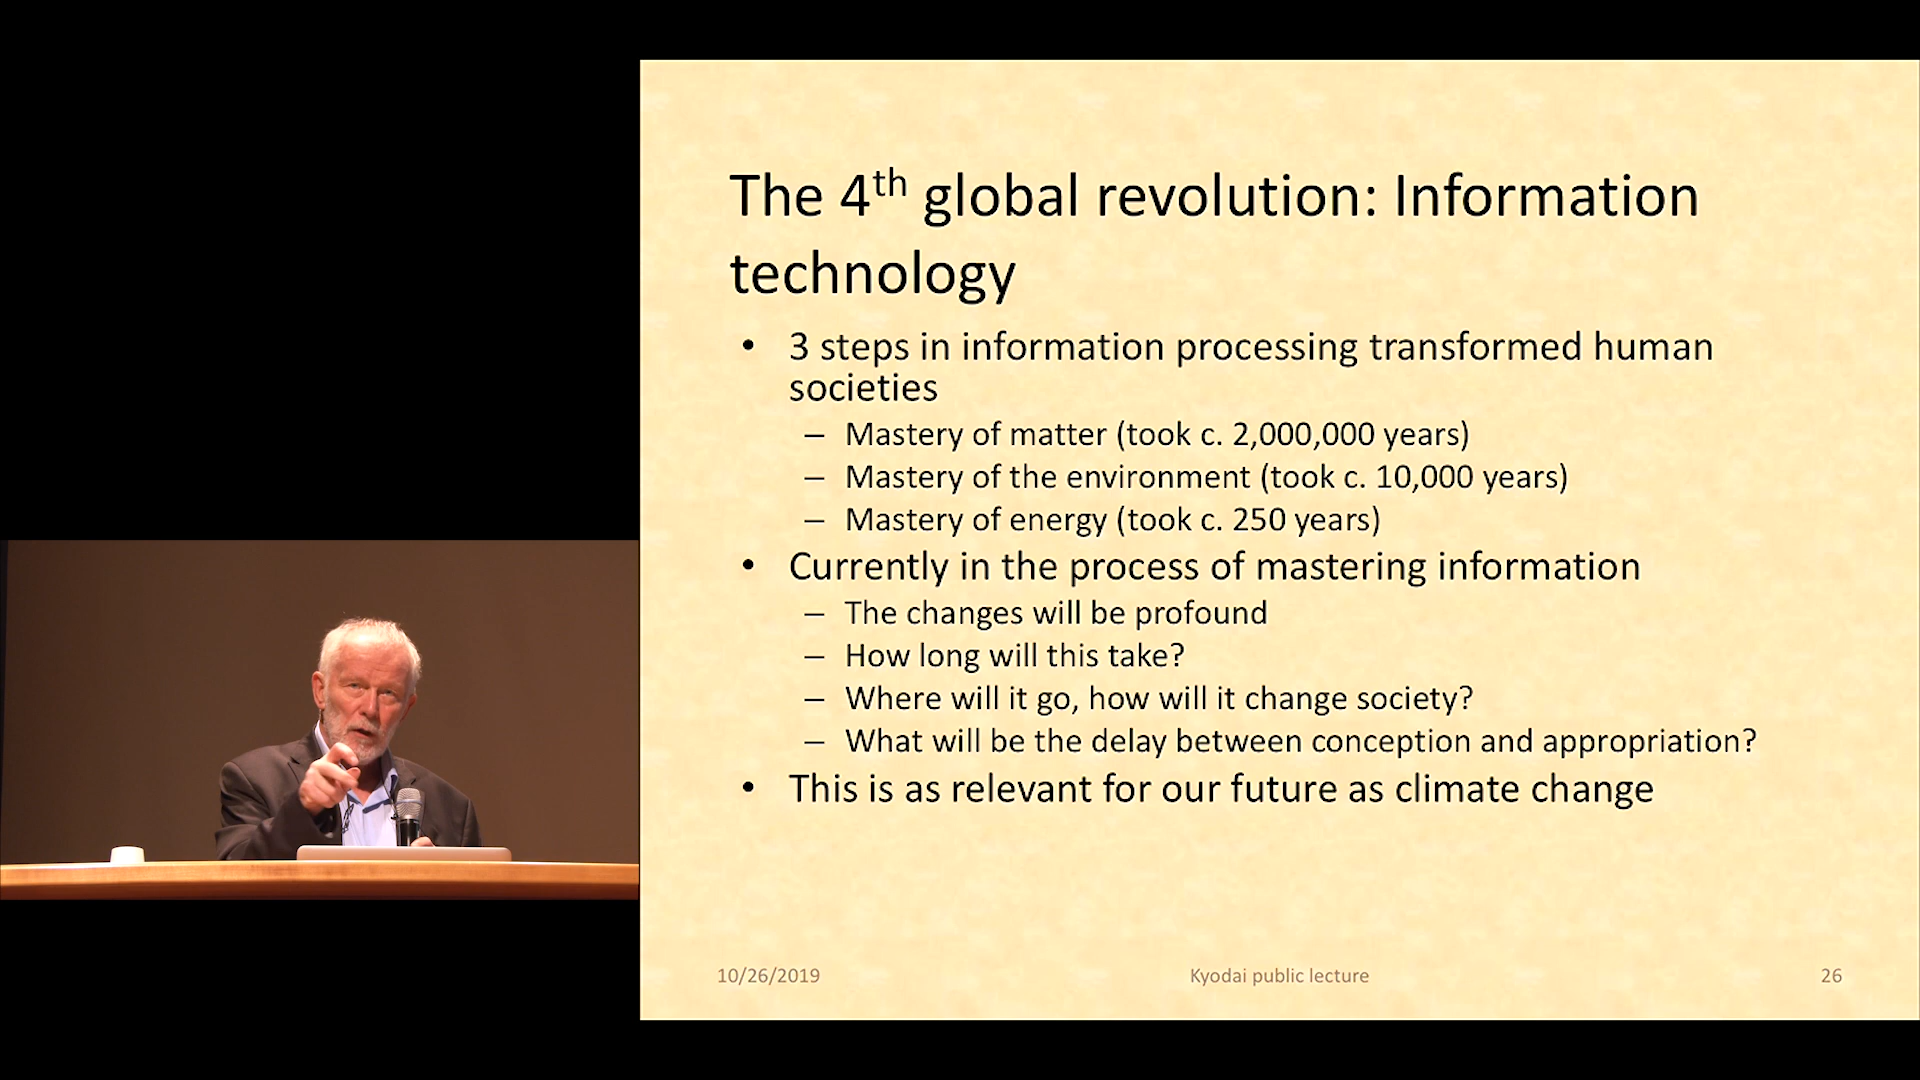 The 4th global revolution: Information
technology
• 3 steps in information processing transformed human
societies
– Mastery of matter (took c. 2,000,000 years)
– Mastery of the environment (took c. 10,000 years)
– Mastery of energy (took c. 250 years)
• Currently in the process of mastering information
– The changes will be profound
– How long will this take?
– Where will it go, how will it change society?
– What will be the delay between conception and appropriation?
• This is as relevant for our future as climate change
10/26/2019
Kyodai public lecture
26